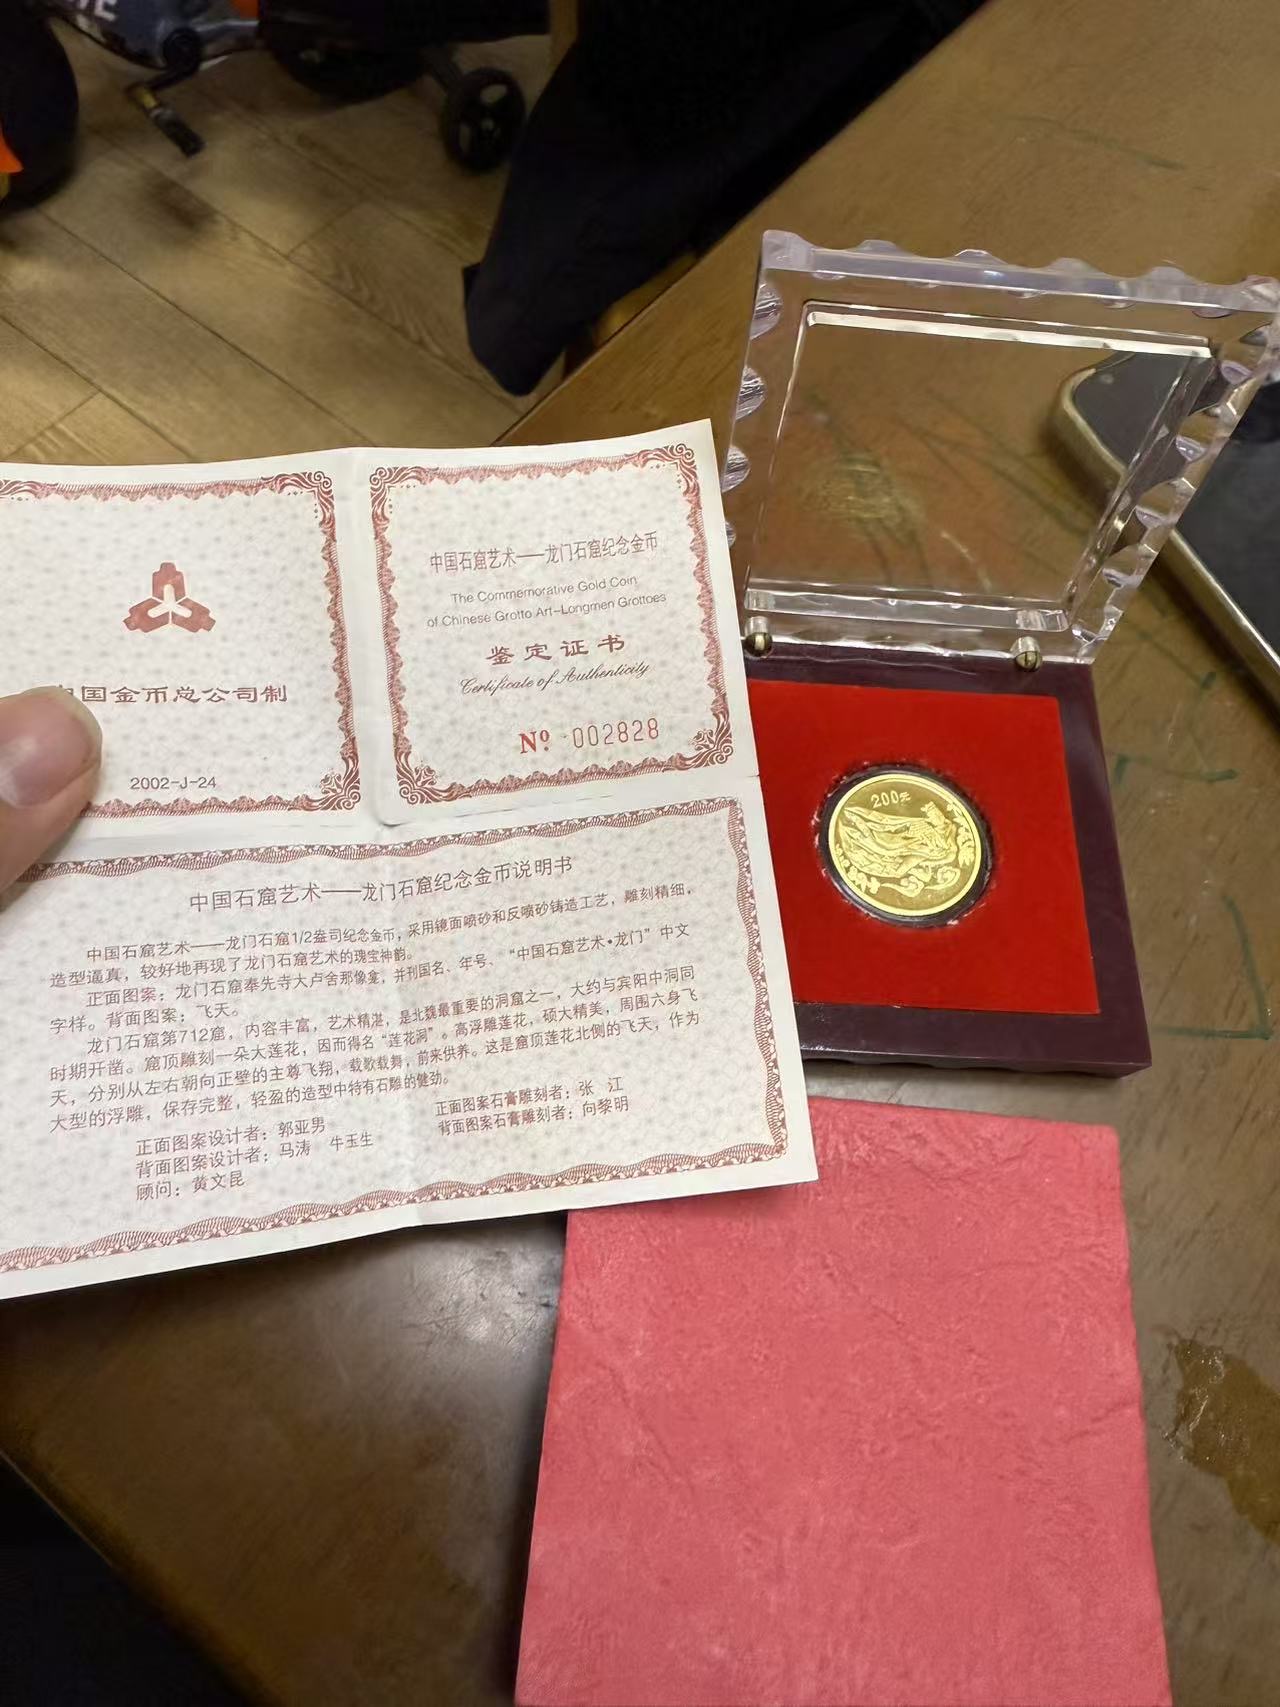 中国金币总公司制
2002-J-24
中国石窟艺术——龙门石窟纪念金币
The Commemorative Gold Coin
of Chinese Grotto Art-Longmen Grottoes
鉴定证书
Certificate of Authenticity
Nº 002828
中国石窟艺术——龙门石窟纪念金币说明书
中国石窟艺术——龙门石窟1/2盎司纪念金币，采用镜面喷砂和反喷砂铸造工艺，雕刻精细，
造型逼真，较好地再现了龙门石窟艺术的瑰宝神韵。
正面图案：龙门石窟奉先寺大卢舍那像龛，并刊国名、年号、“中国石窟艺术•龙门”中文
字样。背面图案：飞天。
龙门石窟第712窟，内容丰富，艺术精湛，是北魏最重要的洞窟之一，大约与宾阳中洞同
时期开凿。窟顶雕刻一朵大莲花，因而得名“莲花洞”。高浮雕莲花，硕大精美，周围六身飞
天，分别从左右朝向正壁的主尊飞翔，载歌载舞，前来供养。这是窟顶莲花北侧的飞天，作为
大型的浮雕，保存完整，轻盈的造型中特有石雕的健劲。
正面图案设计者：郭亚男
背面图案设计者：马涛 牛玉生
顾问：黄文昆
正面图案石膏雕刻者：张 江
背面图案石膏雕刻者：向黎明
200元